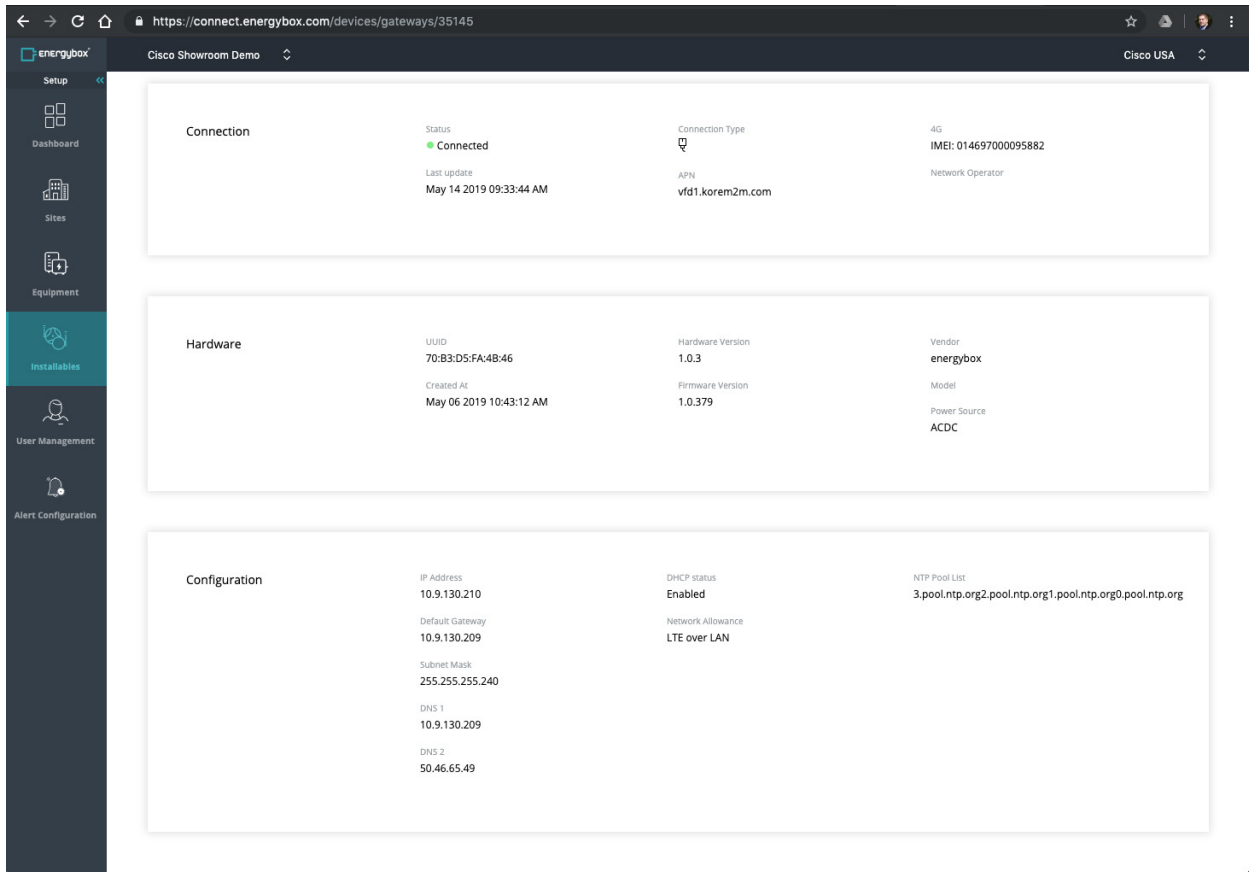 https://connect.energybox.com/devices/gateways/35145
energybox
Cisco Showroom Demo
Cisco USA
Setup
Dashboard
Sites
Equipment
Installables
User Management
Alert Configuration
Connection
Status
Connected
Last update
May 14 2019 09:33:44 AM
Connection Type
APN
vfd1.korem2m.com
4G
IMEI: 014697000095882
Network Operator
Hardware
UUID
70:B3:D5:FA:4B:46
Created At
May 06 2019 10:43:12 AM
Hardware Version
1.0.3
Firmware Version
1.0.379
Vendor
energybox
Model
Power Source
ACDC
Configuration
IP Address
10.9.130.210
Default Gateway
10.9.130.209
Subnet Mask
255.255.255.240
DNS 1
10.9.130.209
DNS 2
50.46.65.49
DHCP status
Enabled
Network Allowance
LTE over LAN
NTP Pool List
3.pool.ntp.org2.pool.ntp.org1.pool.ntp.org0.pool.ntp.org